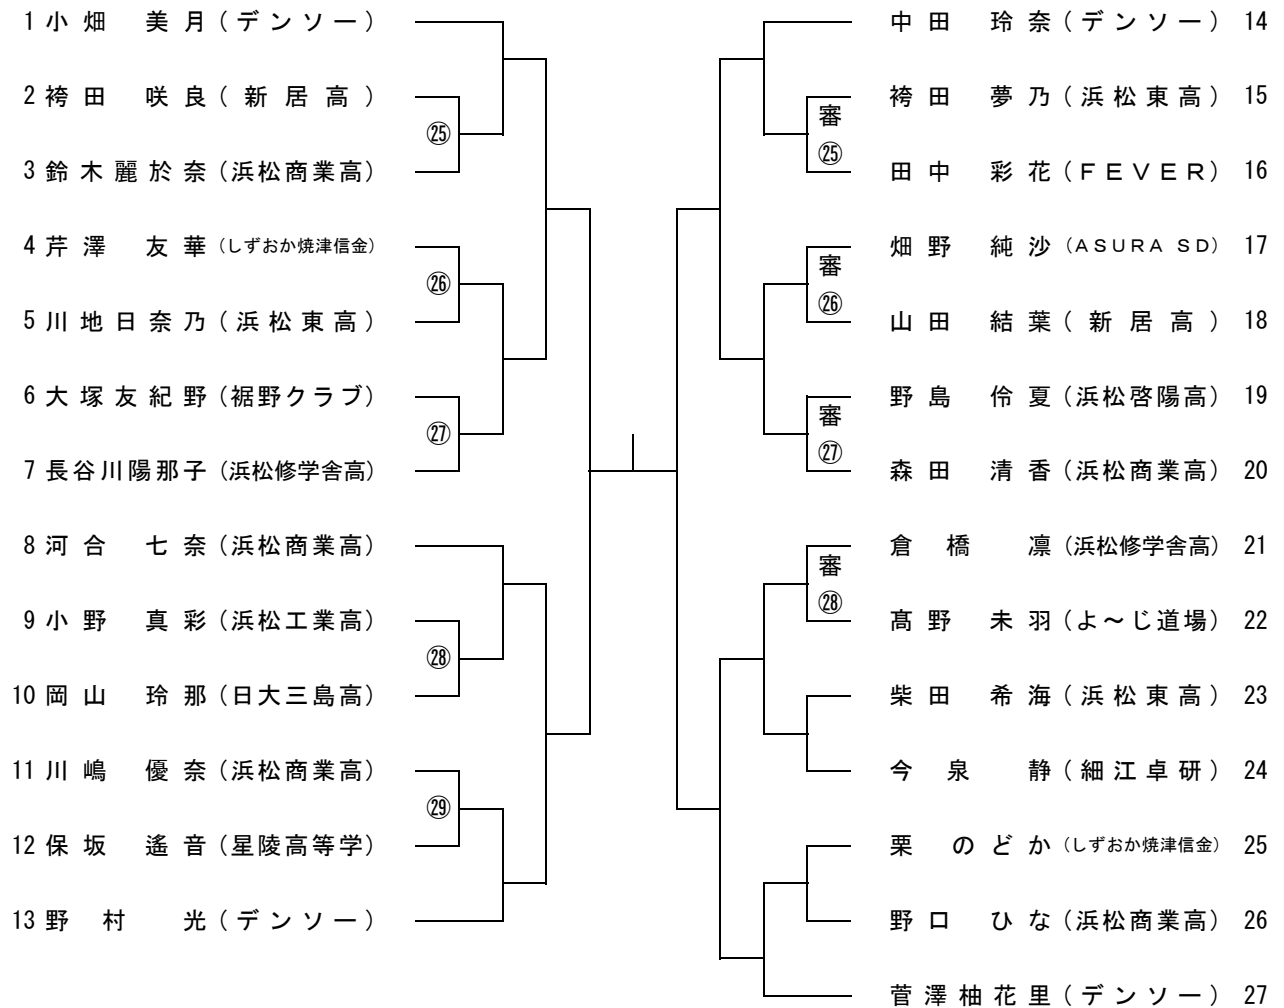 1 小畑 美月(デンソー)
2 袴田 咲良(新居高)
㉕
3 鈴木麗於奈(浜松商業高)
4 芹澤 友華(しずおか焼津信金)
㉖
5 川地日奈乃(浜松東高)
6 大塚友紀野(裾野クラブ)
㉗
7 長谷川陽那子(浜松修学舎高)
8 河合 七奈(浜松商業高)
9 小野 真彩(浜松工業高)
㉘
10 岡山 玲那(日大三島高)
11 川嶋 優奈(浜松商業高)
㉙
12 保坂 遙音(星陵高等学)
13 野村 光(デンソー)
中田 玲奈(デンソー) 14
袴田 夢乃(浜松東高) 15
審
㉕
田中 彩花(FEVER) 16
畑野 純沙(ASURA SD) 17
審
㉖
山田 結葉(新居高) 18
野島 伶夏(浜松啓陽高) 19
審
㉗
森田 清香(浜松商業高) 20
倉橋 凛(浜松修学舎高) 21
審
㉘
髙野 未羽(よ~じ道場) 22
柴田 希海(浜松東高) 23
今泉 静(細江卓研) 24
栗 のどか(しずおか焼津信金) 25
野口 ひな(浜松商業高) 26
菅澤柚花里(デンソー) 27